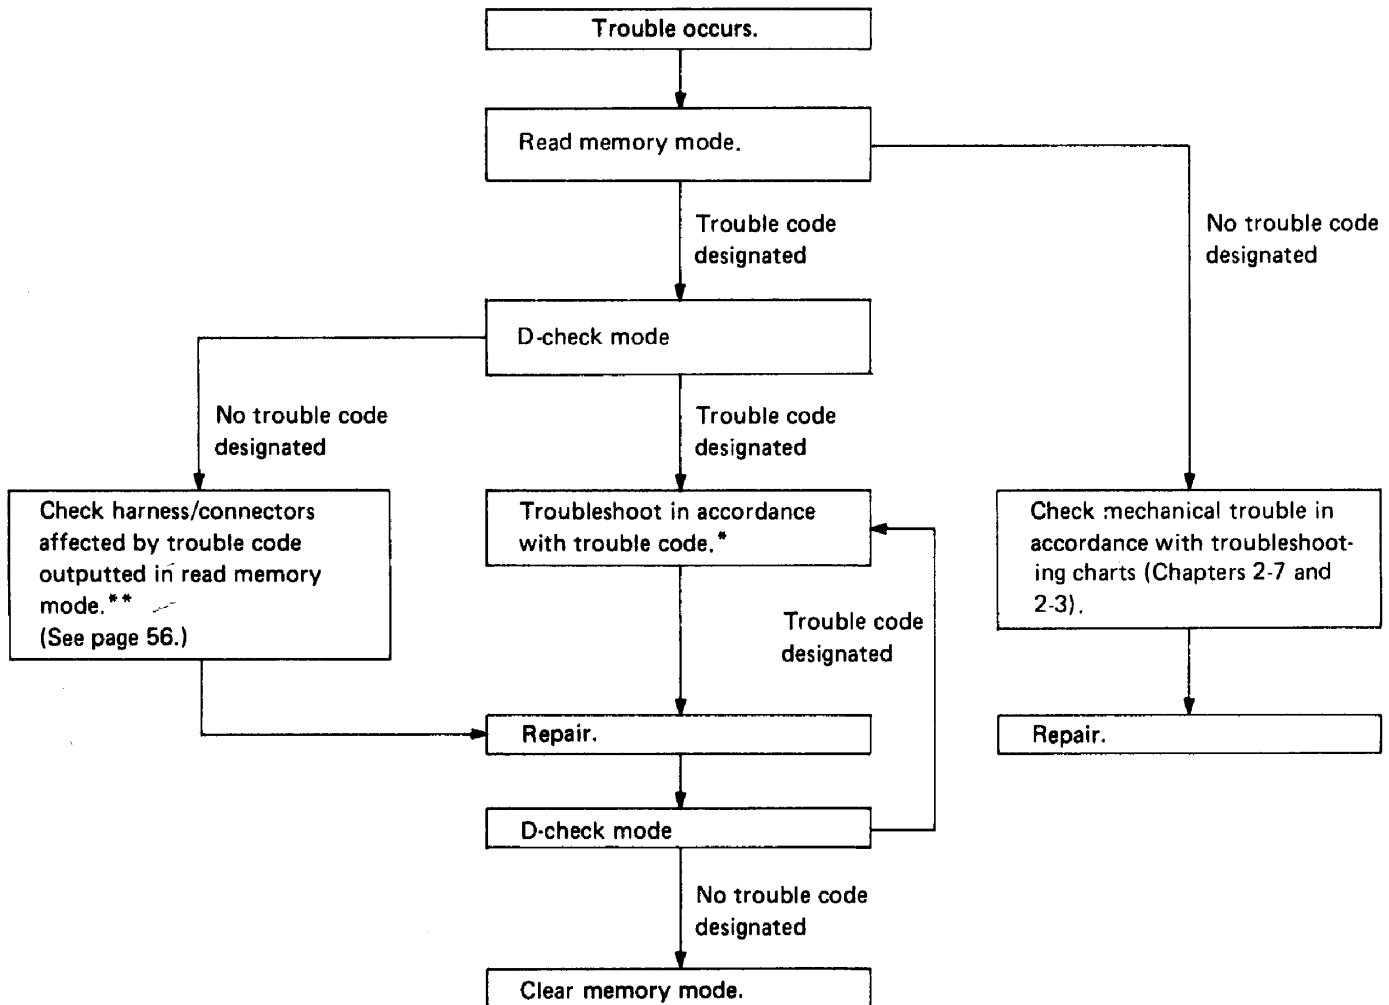 Trouble occurs.
Read memory mode.
Trouble code
designated
No trouble code
designated
D-check mode
No trouble code
designated
Trouble code
designated
Check harness/connectors
affected by trouble code
outputted in read memory
mode.**
(See page 56.)
Troubleshoot in accordance
with trouble code.*
Check mechanical trouble in
accordance with troubleshoot-
ing charts (Chapters 2-7 and
2-3).
Trouble code
designated
Repair.
Repair.
D-check mode
No trouble code
designated
Clear memory mode.